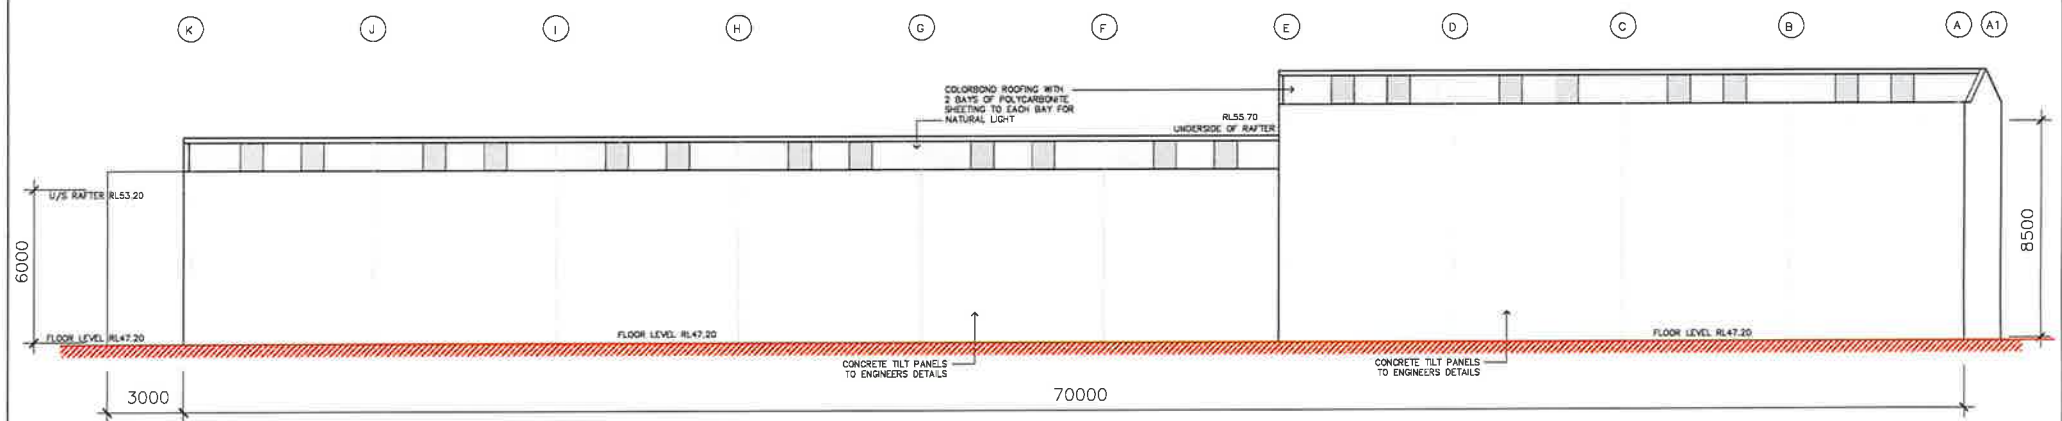 K J I H G F E D C B A A1
COLORBOND ROOFING WITH
2 BAYS OF POLYCARBONITE
SHEETING TO EACH BAY FOR
NATURAL LIGHT
RL55.70
UNDERSIDE OF RAFTER
U/S RAFTER RL53.20
6000
8500
FLOOR LEVEL RL47.20
FLOOR LEVEL RL47.20
FLOOR LEVEL RL47.20
CONCRETE TILT PANELS
TO ENGINEERS DETAILS
CONCRETE TILT PANELS
TO ENGINEERS DETAILS
3000
70000